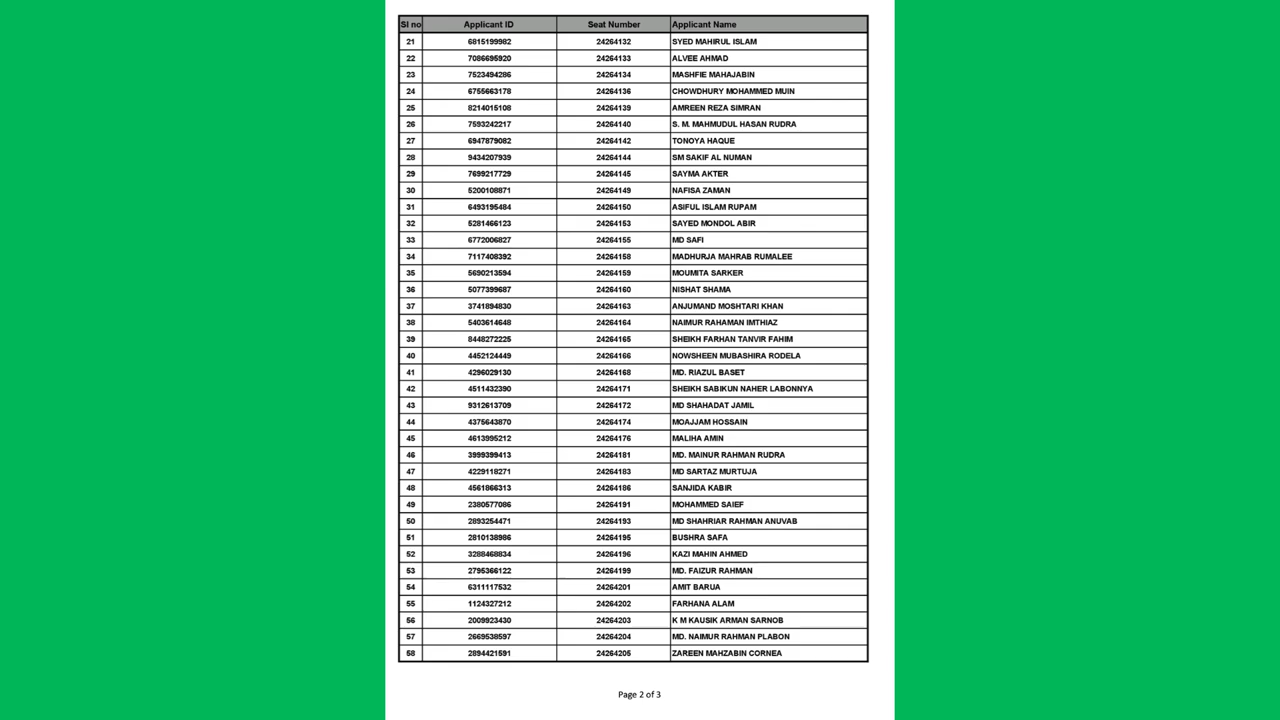 Sl no Applicant ID Seat Number Applicant Name
21 6815199982 24264132 SYED MAHIRUL ISLAM
22 7086695920 24264133 ALVEE AHMAD
23 7523494286 24264134 MASHFIE MAHAJABIN
24 6755663178 24264136 CHOWDHURY MOHAMMED MUIN
25 8214015108 24264139 AMREEN REZA SIMRAN
26 7593242217 24264140 S. M. MAHMUDUL HASAN RUDRA
27 6947879082 24264142 TONOYA HAQUE
28 9434207939 24264144 SM SAKIF AL NUMAN
29 7699217729 24264145 SAYMA AKTER
30 5200108871 24264149 NAFISA ZAMAN
31 6493195484 24264150 ASIFUL ISLAM RUPAM
32 5281466123 24264153 SAYED MONDOL ABIR
33 6772006827 24264155 MD SAFI
34 7117408392 24264158 MADHURJA MAHRAB RUMALEE
35 5690213594 24264159 MOUMITA SARKER
36 5077399687 24264160 NISHAT SHAMA
37 3741894830 24264163 ANJUMAND MOSHTARI KHAN
38 5403614648 24264164 NAIMUR RAHAMAN IMTHIAZ
39 8448272225 24264165 SHEIKH FARHAN TANVIR FAHIM
40 4452124449 24264166 NOWSHEEN MUBASHIRA RODELA
41 4296029130 24264168 MD. RIAZUL BASET
42 4511432390 24264171 SHEIKH SABIKUN NAHER LABONNYA
43 9312613709 24264172 MD SHAHADAT JAMIL
44 4375643870 24264174 MOAJJAM HOSSAIN
45 4613995212 24264176 MALIHA AMIN
46 3999399413 24264181 MD. MAINUR RAHMAN RUDRA
47 4229118271 24264183 MD SARTAZ MURTUJA
48 4561866313 24264186 SANJIDA KABIR
49 2380577086 24264191 MOHAMMED SAIEF
50 2893254471 24264193 MD SHAHRIAR RAHMAN ANUVAB
51 2810138986 24264195 BUSHRA SAFA
52 3288468834 24264196 KAZI MAHIN AHMED
53 2795366122 24264199 MD. FAIZUR RAHMAN
54 6311117532 24264201 AMIT BARUA
55 1124327212 24264202 FARHANA ALAM
56 2009923430 24264203 K M KAUSIK ARMAN SARNOB
57 2669538597 24264204 MD. NAIMUR RAHMAN PLABON
58 2894421591 24264205 ZAREEN MAHZABIN CORNEA
Page 2 of 3